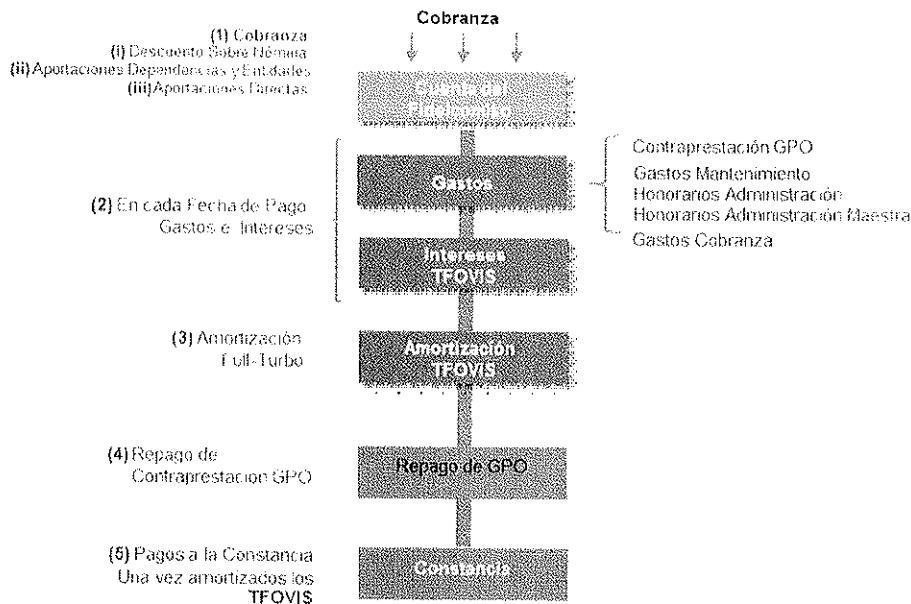 Cobranza
(1) Cobranza
(i) Descuento Sobre Nómina
(ii) Aportaciones Dependencias y Entidades
(iii) Aportaciones Directas
Cuenta del
Fideicomiso
Gastos
Contraprestación GPO
Gastos Mantenimiento
Honorarios Administración
Honorarios Administración Maestra
Gastos Cobranza
(2) En cada Fecha de Pago
Gastos e Intereses
Intereses
TFOVIS
(3) Amortización
Full-Turbo
Amortización
TFOVIS
(4) Repago de
Contraprestacion GPO
Repago de GPO
(5) Pagos a la Constancia
Una vez amortizados los
TFOVIS
Constancia